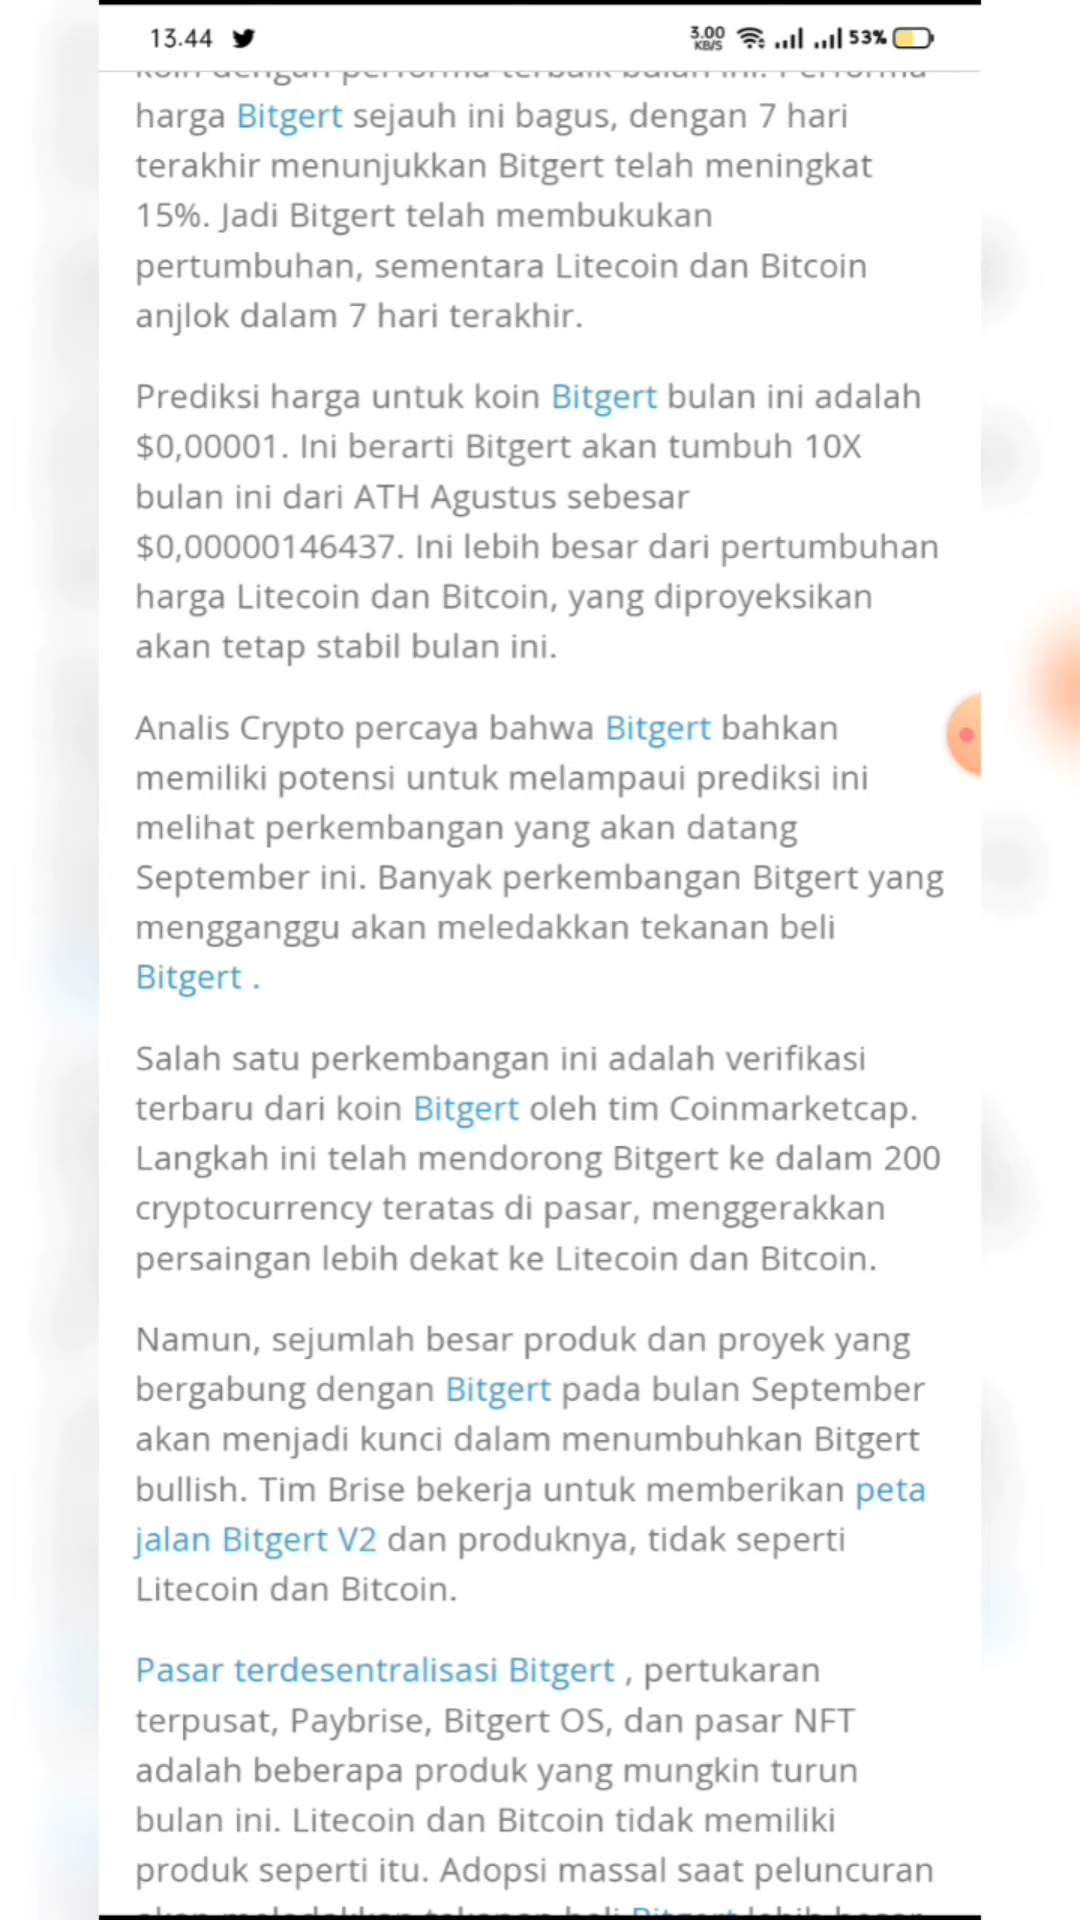 13.44
3.00
KB/S
53%
harga Bitgert sejauh ini bagus, dengan 7 hari
terakhir menunjukkan Bitgert telah meningkat
15%. Jadi Bitgert telah membukukan
pertumbuhan, sementara Litecoin dan Bitcoin
anjlok dalam 7 hari terakhir.
Prediksi harga untuk koin Bitgert bulan ini adalah
$0,00001. Ini berarti Bitgert akan tumbuh 10X
bulan ini dari ATH Agustus sebesar
$0,00000146437. Ini lebih besar dari pertumbuhan
harga Litecoin dan Bitcoin, yang diproyeksikan
akan tetap stabil bulan ini.
Analis Crypto percaya bahwa Bitgert bahkan
memiliki potensi untuk melampaui prediksi ini
melihat perkembangan yang akan datang
September ini. Banyak perkembangan Bitgert yang
mengganggu akan meledakkan tekanan beli
Bitgert .
Salah satu perkembangan ini adalah verifikasi
terbaru dari koin Bitgert oleh tim Coinmarketcap.
Langkah ini telah mendorong Bitgert ke dalam 200
cryptocurrency teratas di pasar, menggerakkan
persaingan lebih dekat ke Litecoin dan Bitcoin.
Namun, sejumlah besar produk dan proyek yang
bergabung dengan Bitgert pada bulan September
akan menjadi kunci dalam menumbuhkan Bitgert
bullish. Tim Brise bekerja untuk memberikan peta
jalan Bitgert V2 dan produknya, tidak seperti
Litecoin dan Bitcoin.
Pasar terdesentralisasi Bitgert , pertukaran
terpusat, Paybrise, Bitgert OS, dan pasar NFT
adalah beberapa produk yang mungkin turun
bulan ini. Litecoin dan Bitcoin tidak memiliki
produk seperti itu. Adopsi massal saat peluncuran